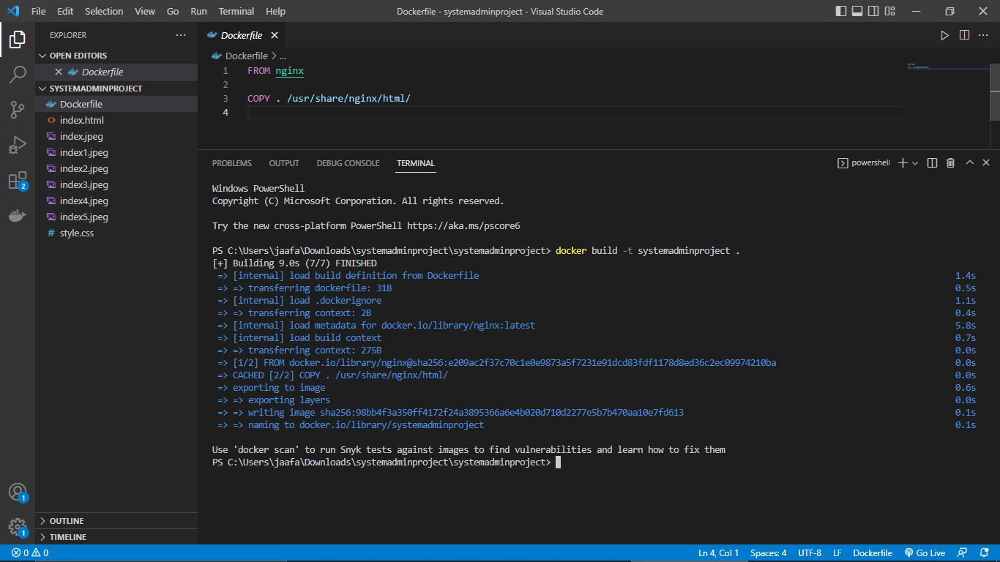 File Edit Selection View Go Run Terminal Help
Dockerfile - systemadminproject - Visual Studio Code
EXPLORER
OPEN EDITORS
Dockerfile
SYSTEMADMINPROJECT
Dockerfile
index.html
index.jpeg
index1.jpeg
index2.jpeg
index3.jpeg
index4.jpeg
index5.jpeg
style.css
OUTLINE
TIMELINE
2
1
1
Dockerfile
Dockerfile > ...
1 FROM nginx
2
3 COPY . /usr/share/nginx/html/
4
PROBLEMS OUTPUT DEBUG CONSOLE TERMINAL
powershell
Windows PowerShell
Copyright (C) Microsoft Corporation. All rights reserved.
Try the new cross-platform PowerShell https://aka.ms/pscore6
PS C:\Users\jaafa\Downloads\systemadminproject\systemadminproject> docker build -t systemadminproject .
[+] Building 9.0s (7/7) FINISHED
=> [internal] load build definition from Dockerfile 1.4s
=> => transferring dockerfile: 31B 0.5s
=> [internal] load .dockerignore 1.1s
=> => transferring context: 2B 0.4s
=> [internal] load metadata for docker.io/library/nginx:latest 5.8s
=> [internal] load build context 0.7s
=> => transferring context: 275B 0.0s
=> [1/2] FROM docker.io/library/nginx@sha256:e209ac2f37c70c1e0e9873a5f7231e91dcd83fdf1178d8ed36c2ec09974210ba 0.0s
=> CACHED [2/2] COPY . /usr/share/nginx/html/ 0.0s
=> exporting to image 0.6s
=> => exporting layers 0.0s
=> => writing image sha256:98bb4f3a350ff4172f24a3895366a6e4b020d710d2277e5b7b470aa10e7fd613 0.1s
=> => naming to docker.io/library/systemadminproject 0.1s
Use 'docker scan' to run Snyk tests against images to find vulnerabilities and learn how to fix them
PS C:\Users\jaafa\Downloads\systemadminproject\systemadminproject>
0 0
Ln 4, Col 1 Spaces: 4 UTF-8 LF Dockerfile Go Live